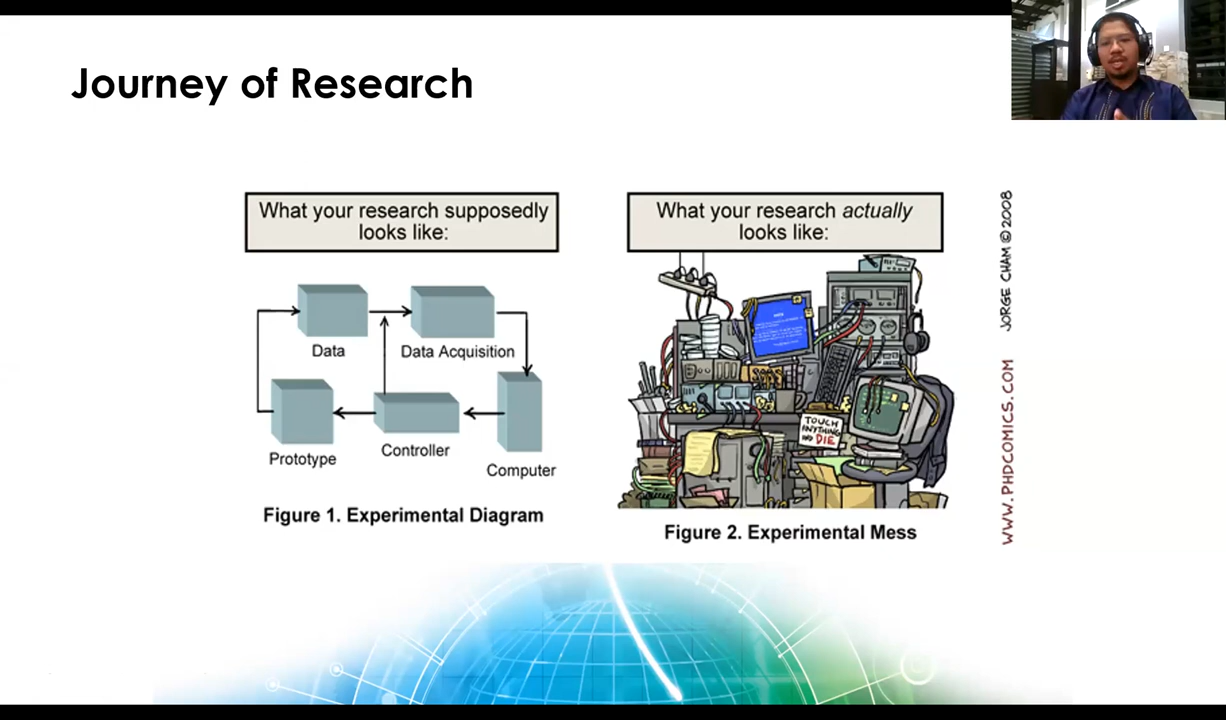 Journey of Research
What your research supposedly
looks like:
Data
Data Acquisition
Prototype
Controller
Computer
Figure 1. Experimental Diagram
What your research actually
looks like:
TOUCH
ANYTHING
AND DIE
Figure 2. Experimental Mess
WWW.PHDCOMICS.COM JORGE CHAM © 2008